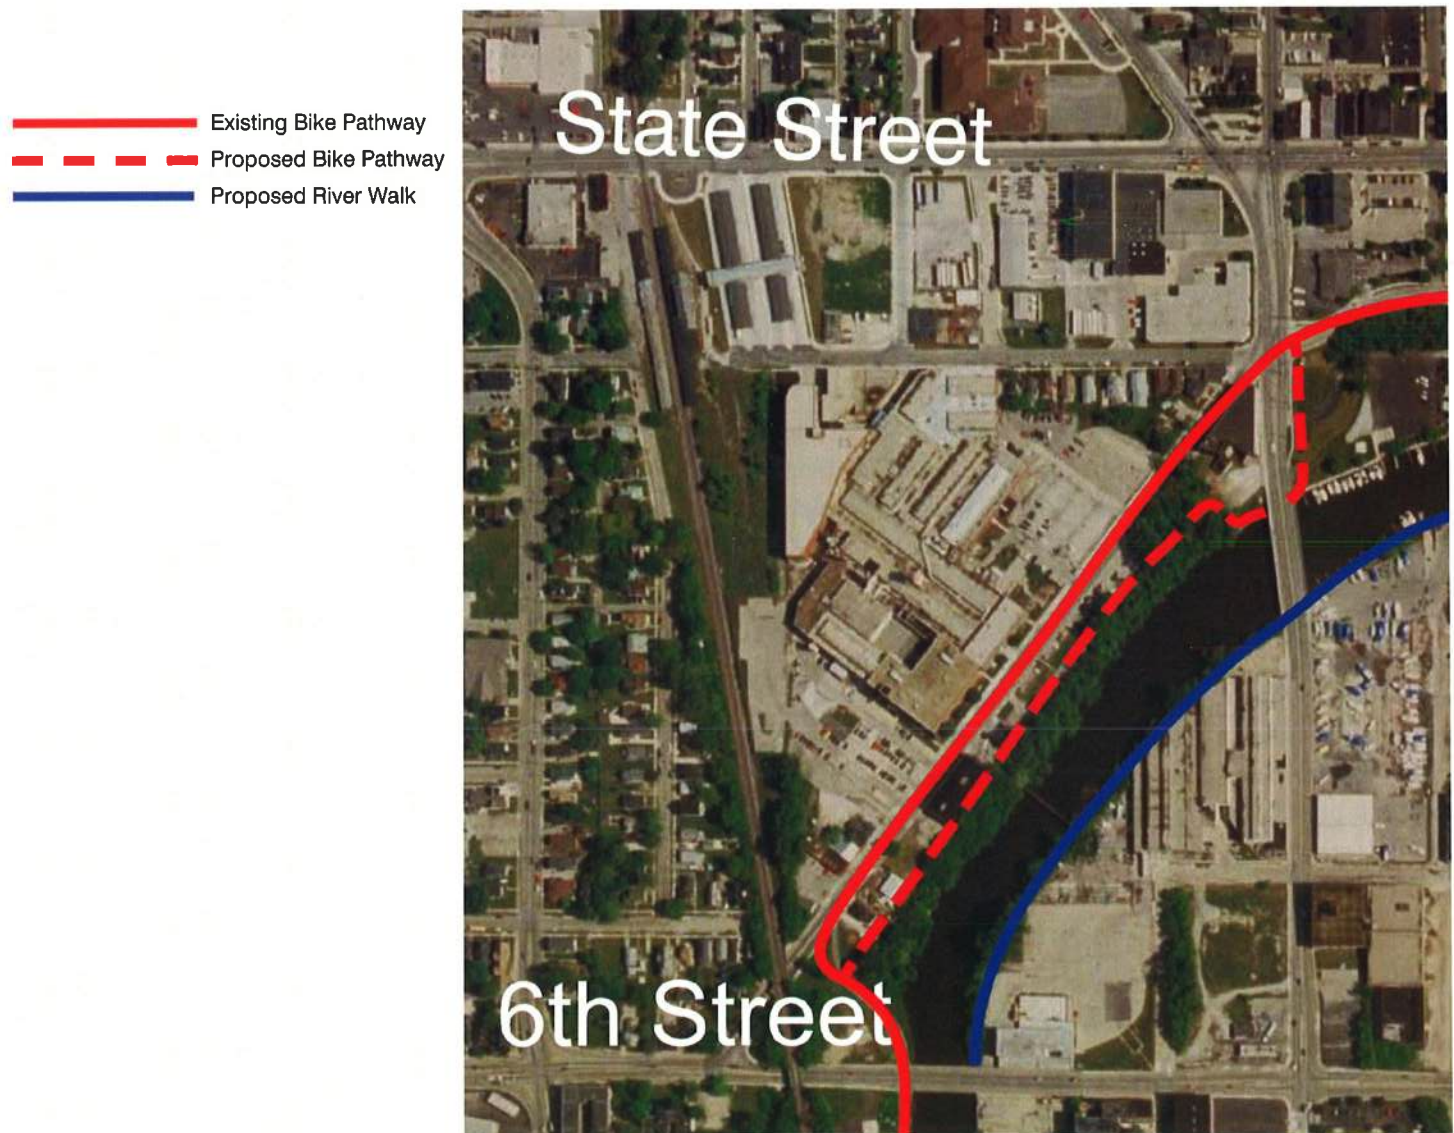 Existing Bike Pathway
Proposed Bike Pathway
Proposed River Walk
State Street
6th Street